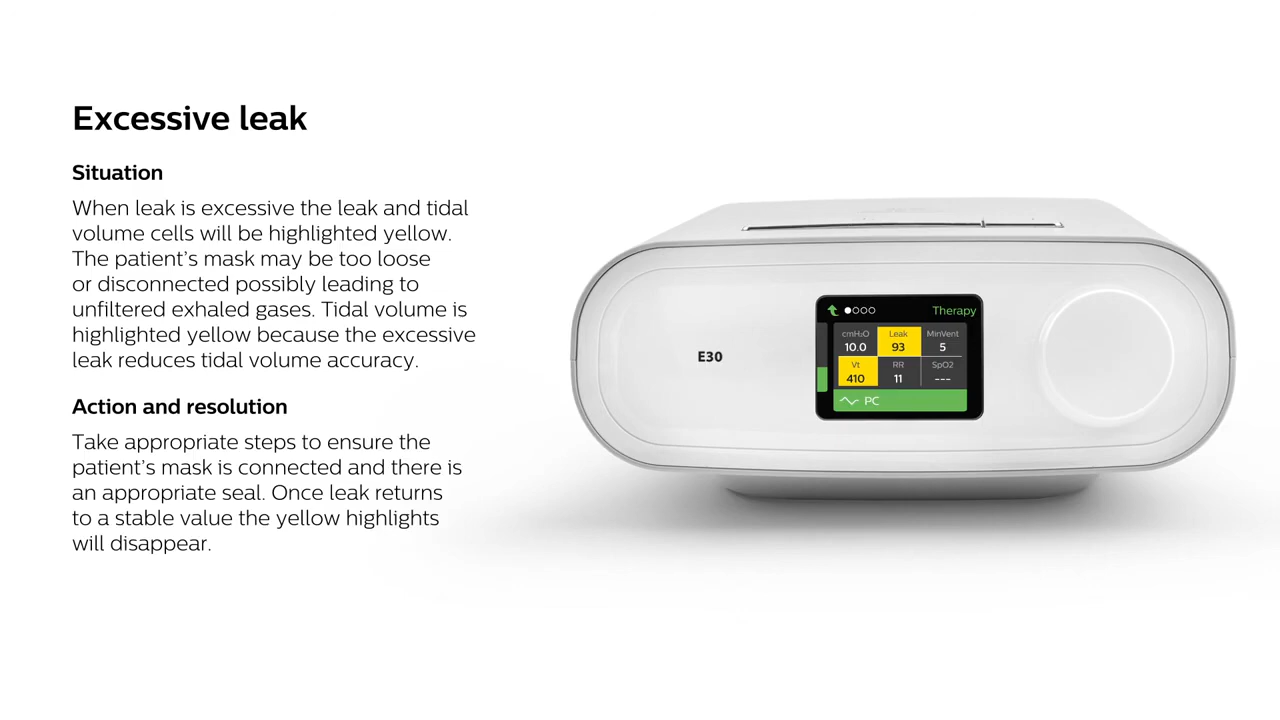 Excessive leak
Situation
When leak is excessive the leak and tidal
volume cells will be highlighted yellow.
The patient’s mask may be too loose
or disconnected possibly leading to
unfiltered exhaled gases. Tidal volume is
highlighted yellow because the excessive
leak reduces tidal volume accuracy.
Action and resolution
Take appropriate steps to ensure the
patient’s mask is connected and there is
an appropriate seal. Once leak returns
to a stable value the yellow highlights
will disappear.
E30
Therapy
cmH₂O Leak MinVent
10.0 93 5
Vt RR SpO2
410 11 ---
PC